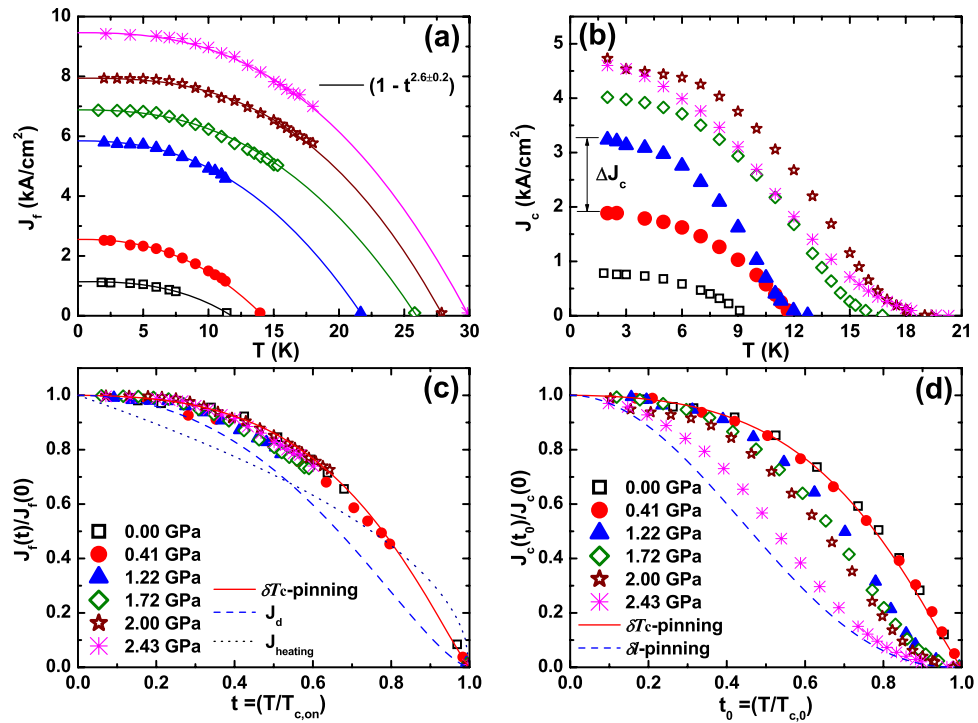 (a)
J_f (kA/cm²)
10
8
6
4
2
0
(1 - t^{2.6±0.2})
0 5 10 15 20 25 30
T (K)
(b)
J_c (kA/cm²)
5
4
3
2
1
0
ΔJ_c
0 3 6 9 12 15 18 21
T (K)
(c)
J_f(t)/J_f(0)
1.0
0.8
0.6
0.4
0.2
0.0
0.00 GPa
0.41 GPa
1.22 GPa
1.72 GPa
2.00 GPa
2.43 GPa
δTc-pinning
J_d
J_heating
0.0 0.2 0.4 0.6 0.8 1.0
t =(T/T_{c,on})
(d)
J_c(t_0)/J_c(0)
1.0
0.8
0.6
0.4
0.2
0.0
0.00 GPa
0.41 GPa
1.22 GPa
1.72 GPa
2.00 GPa
2.43 GPa
δTc-pinning
δl-pinning
0.0 0.2 0.4 0.6 0.8 1.0
t_0 =(T/T_{c,0})